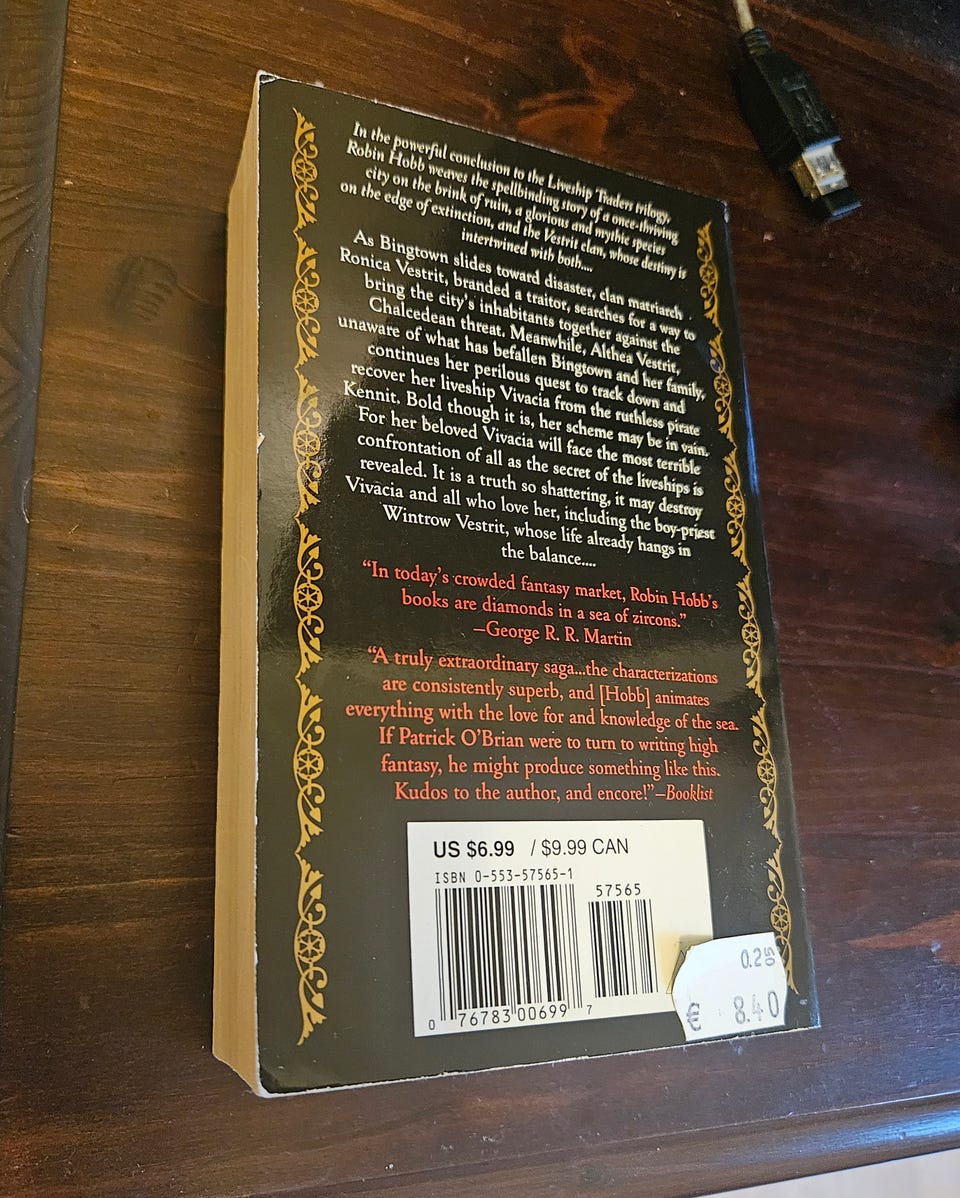 In the powerful conclusion to the Liveship Traders trilogy,
Robin Hobb weaves the spellbinding story of a once-thriving
city on the brink of ruin, a glorious and mythic species
on the edge of extinction, and the Vestrit clan, whose destiny is
intertwined with both....
As Bingtown slides toward disaster, clan matriarch
Ronica Vestrit, branded a traitor, searches for a way to
bring the city's inhabitants together against the
Chalcedean threat. Meanwhile, Althea Vestrit,
unaware of what has befallen Bingtown and her family,
continues her perilous quest to track down and
recover her liveship Vivacia from the ruthless pirate
Kennit. Bold though it is, her scheme may be in vain.
For her beloved Vivacia will face the most terrible
confrontation of all as the secret of the liveships is
revealed. It is a truth so shattering, it may destroy
Vivacia and all who love her, including the boy-priest
Wintrow Vestrit, whose life already hangs in
the balance....
"In today's crowded fantasy market, Robin Hobb's
books are diamonds in a sea of zircons."
—George R. R. Martin
"A truly extraordinary saga...the characterizations
are consistently superb, and [Hobb] animates
everything with the love for and knowledge of the sea.
If Patrick O'Brian were to turn to writing high
fantasy, he might produce something like this.
Kudos to the author, and encore!"—Booklist
US $6.99 / $9.99 CAN
ISBN 0-553-57565-1
57565
0 76783 00699 7
0.250
€ 8.40